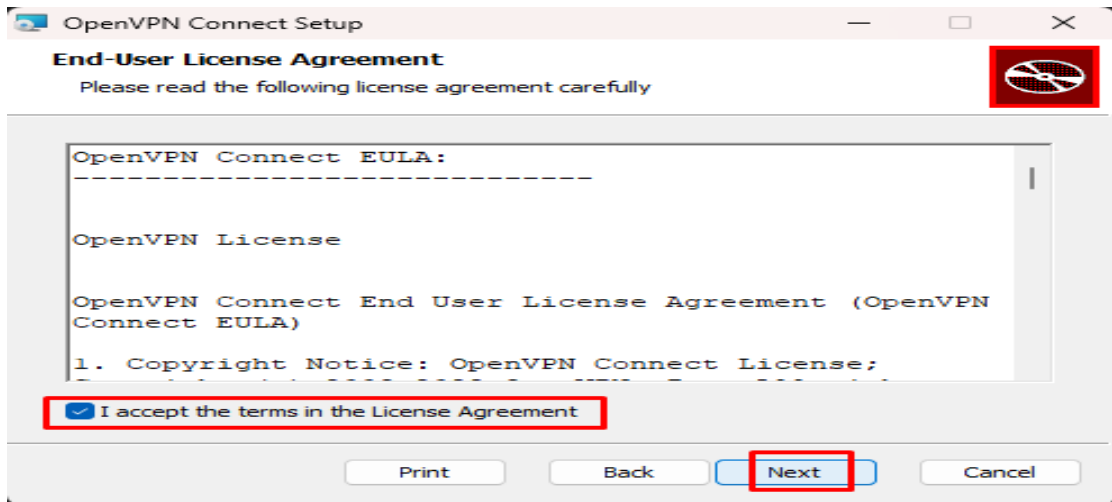 OpenVPN Connect Setup
End-User License Agreement
Please read the following license agreement carefully
OpenVPN Connect EULA:
-----------------------------
OpenVPN License
OpenVPN Connect End User License Agreement (OpenVPN
Connect EULA)
1. Copyright Notice: OpenVPN Connect License;
I accept the terms in the License Agreement
Print
Back
Next
Cancel